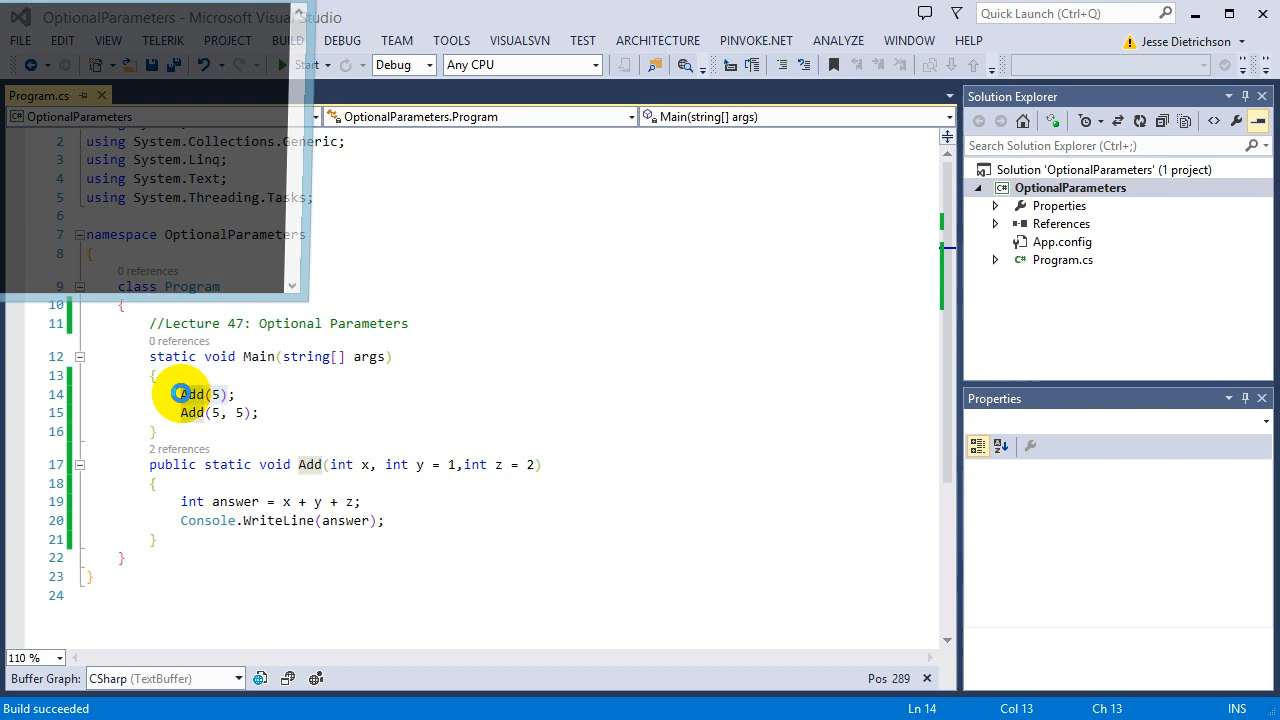 OptionalParameters - Microsoft Visual Studio
Quick Launch (Ctrl+Q)
FILE EDIT VIEW TELERIK PROJECT BUILD DEBUG TEAM TOOLS VISUALSVN TEST ARCHITECTURE PINVOKE.NET ANALYZE WINDOW HELP
Jesse Dietrichson
Start Debug Any CPU
Program.cs
OptionalParameters OptionalParameters.Program Main(string[] args)
2 using System.Collections.Generic;
3 using System.Linq;
4 using System.Text;
5 using System.Threading.Tasks;
6
7 namespace OptionalParameters
8 {
0 references
9 class Program
10 {
11 //Lecture 47: Optional Parameters
0 references
12 static void Main(string[] args)
13 {
14 Add(5);
15 Add(5, 5);
16 }
2 references
17 public static void Add(int x, int y = 1,int z = 2)
18 {
19 int answer = x + y + z;
20 Console.WriteLine(answer);
21 }
22 }
23 }
24
110 %
Buffer Graph: CSharp (TextBuffer) Pos 289
Build succeeded Ln 14 Col 13 Ch 13 INS
Solution Explorer
Search Solution Explorer (Ctrl+;)
Solution 'OptionalParameters' (1 project)
OptionalParameters
Properties
References
App.config
Program.cs
Properties